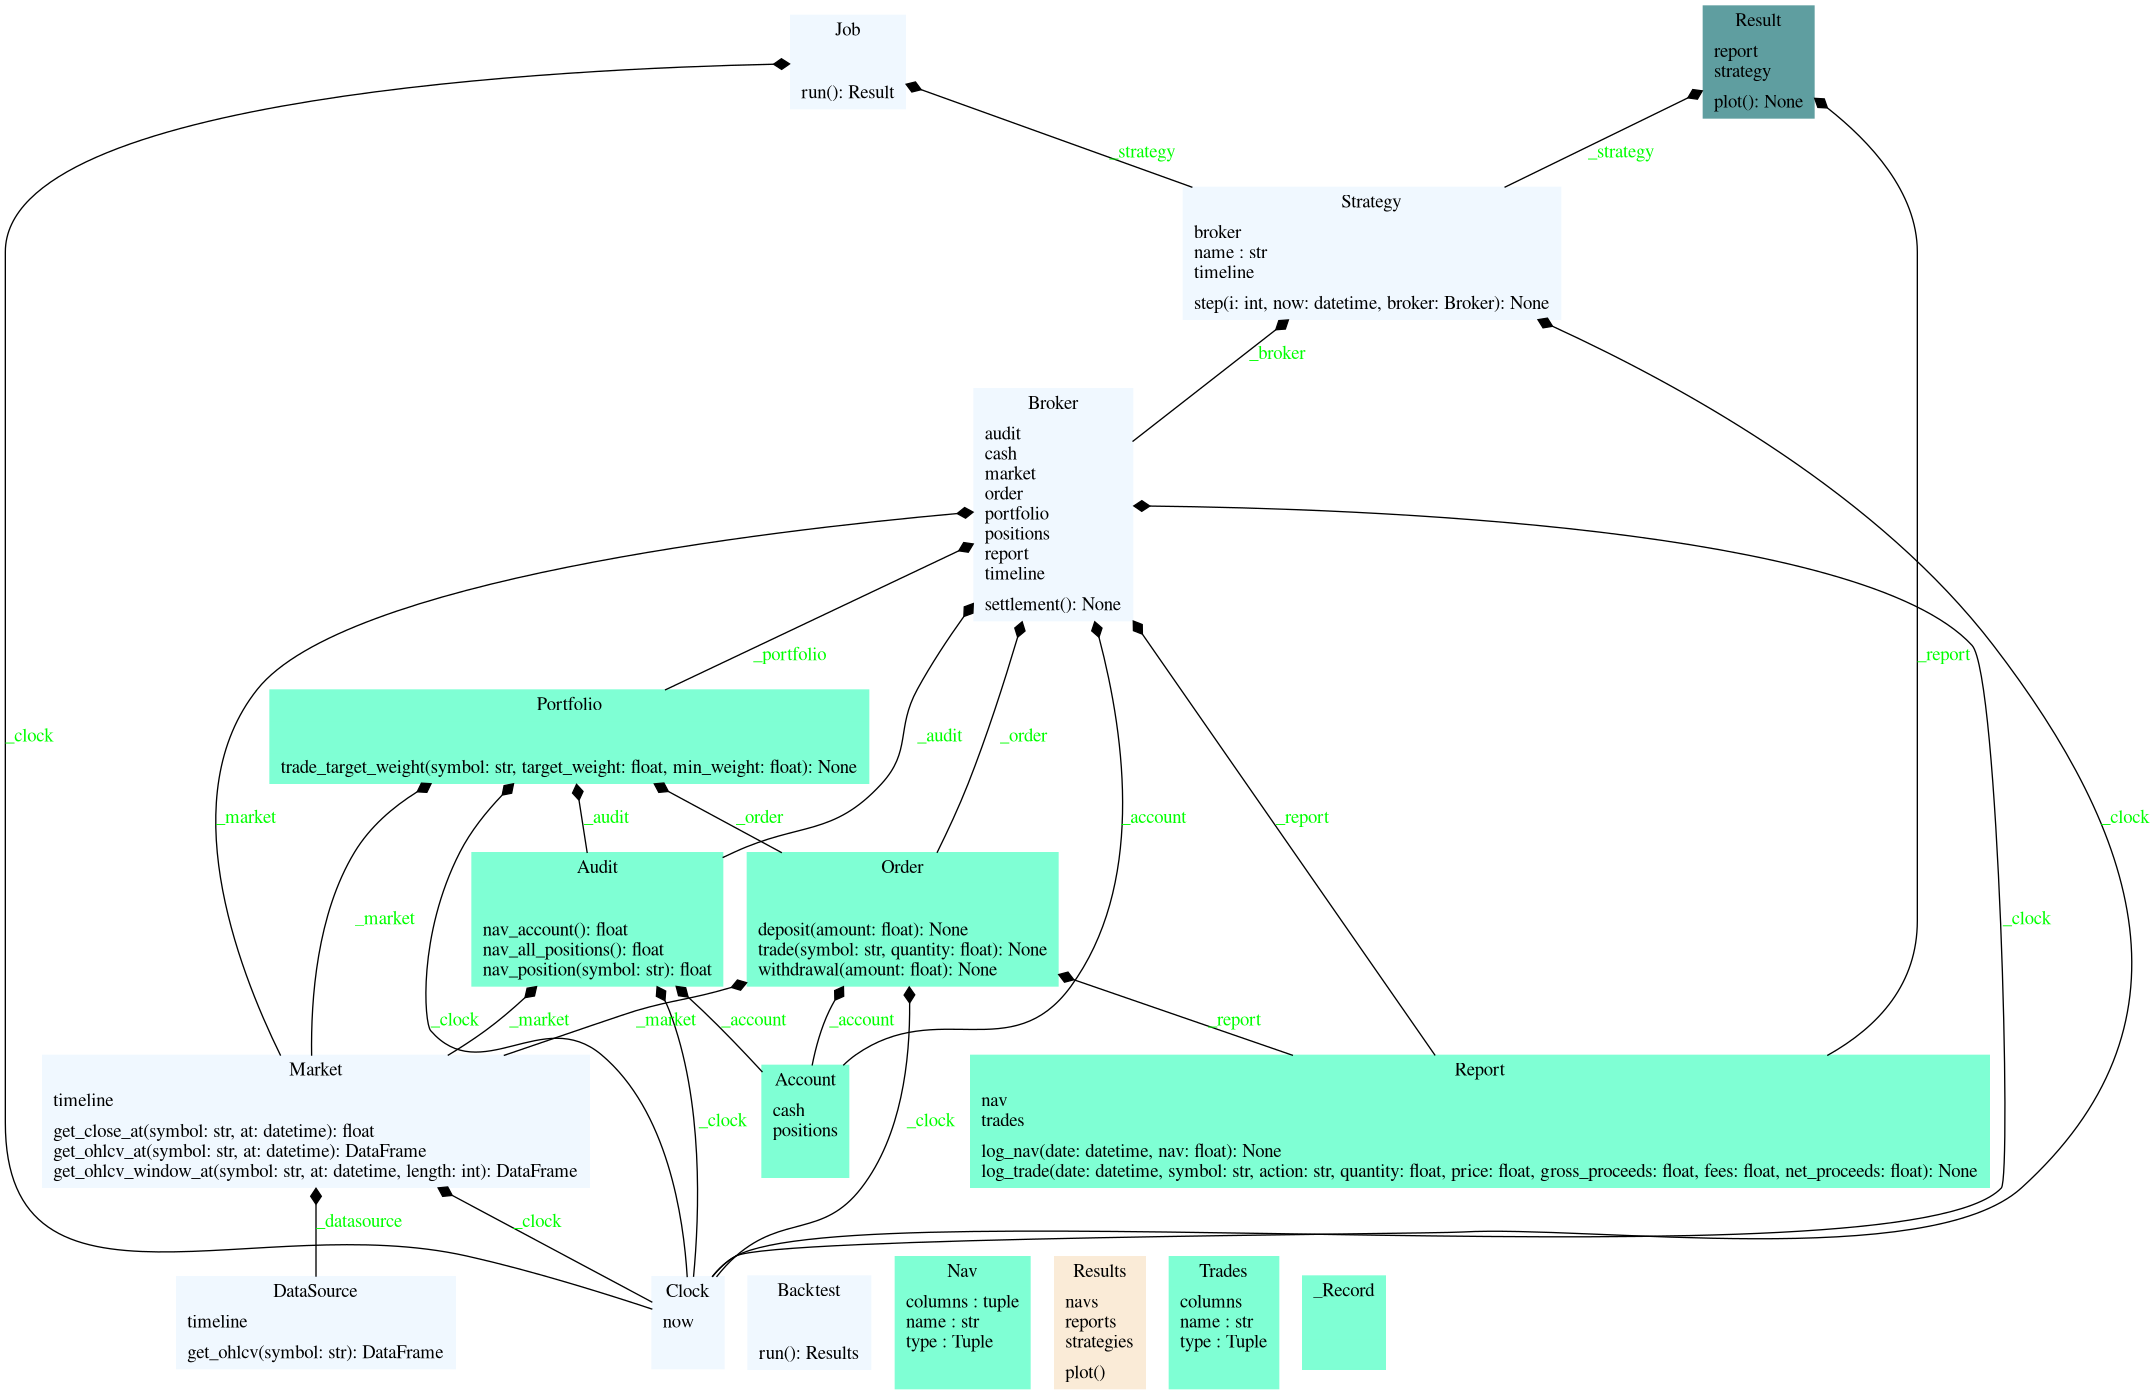 Job
run(): Result
Result
report
strategy
plot(): None
_strategy
_strategy
Strategy
broker
name : str
timeline
step(i: int, now: datetime, broker: Broker): None
_broker
Broker
audit
cash
market
order
portfolio
positions
report
timeline
settlement(): None
_portfolio
_report
Portfolio
trade_target_weight(symbol: str, target_weight: float, min_weight: float): None
_clock
_audit
_order
_market
_audit
_order
_account
_report
_clock
Audit
nav_account(): float
nav_all_positions(): float
nav_position(symbol: str): float
Order
deposit(amount: float): None
trade(symbol: str, quantity: float): None
withdrawal(amount: float): None
_market
_clock
_clock
_market
_market
_account
_account
_report
Market
timeline
get_close_at(symbol: str, at: datetime): float
get_ohlcv_at(symbol: str, at: datetime): DataFrame
get_ohlcv_window_at(symbol: str, at: datetime, length: int): DataFrame
_clock
Account
cash
positions
_clock
Report
nav
trades
log_nav(date: datetime, nav: float): None
log_trade(date: datetime, symbol: str, action: str, quantity: float, price: float, gross_proceeds: float, fees: float, net_proceeds: float): None
_datasource
_clock
DataSource
timeline
get_ohlcv(symbol: str): DataFrame
Clock
now
Backtest
run(): Results
Nav
columns : tuple
name : str
type : Tuple
Results
navs
reports
strategies
plot()
Trades
columns
name : str
type : Tuple
_Record